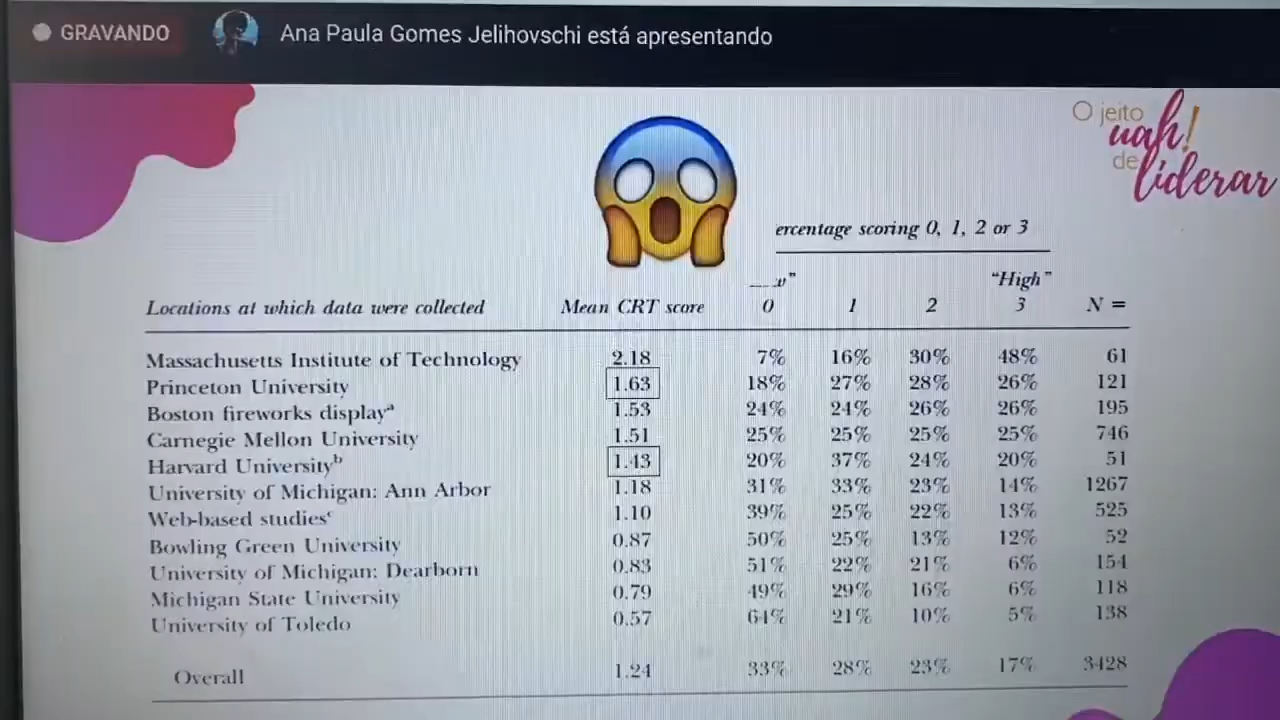 GRAVANDO
Ana Paula Gomes Jelihovschi está apresentando
O jeito
uah!
de
liderar
ercentage scoring 0, 1, 2 or 3
"High"
Locations at which data were collected Mean CRT score 0 1 2 3 N =
Massachusetts Institute of Technology 2.18 7% 16% 30% 48% 61
Princeton University 1.63 18% 27% 28% 26% 121
Boston fireworks displayᵃ 1.53 24% 24% 26% 26% 195
Carnegie Mellon University 1.51 25% 25% 25% 25% 746
Harvard Universityᵇ 1.43 20% 37% 24% 20% 51
University of Michigan: Ann Arbor 1.18 31% 33% 23% 14% 1267
Web-based studiesᶜ 1.10 39% 25% 22% 13% 525
Bowling Green University 0.87 50% 25% 13% 12% 52
University of Michigan: Dearborn 0.83 51% 22% 21% 6% 154
Michigan State University 0.79 49% 29% 16% 6% 118
University of Toledo 0.57 64% 21% 10% 5% 138
Overall 1.24 33% 28% 23% 17% 3428